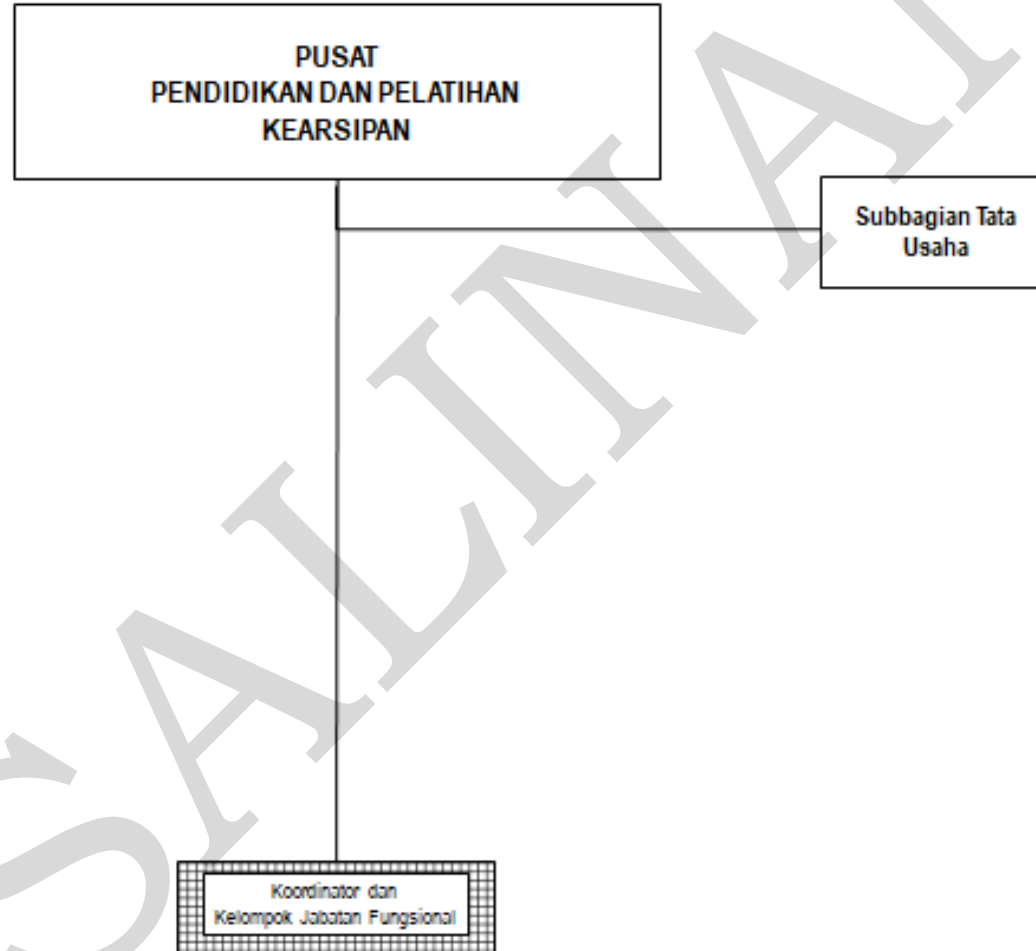 PUSAT
PENDIDIKAN DAN PELATIHAN
KEARSIPAN
Subbagian Tata
Usaha
Koordinator dan
Kelompok Jabatan Fungsional
SALINAN